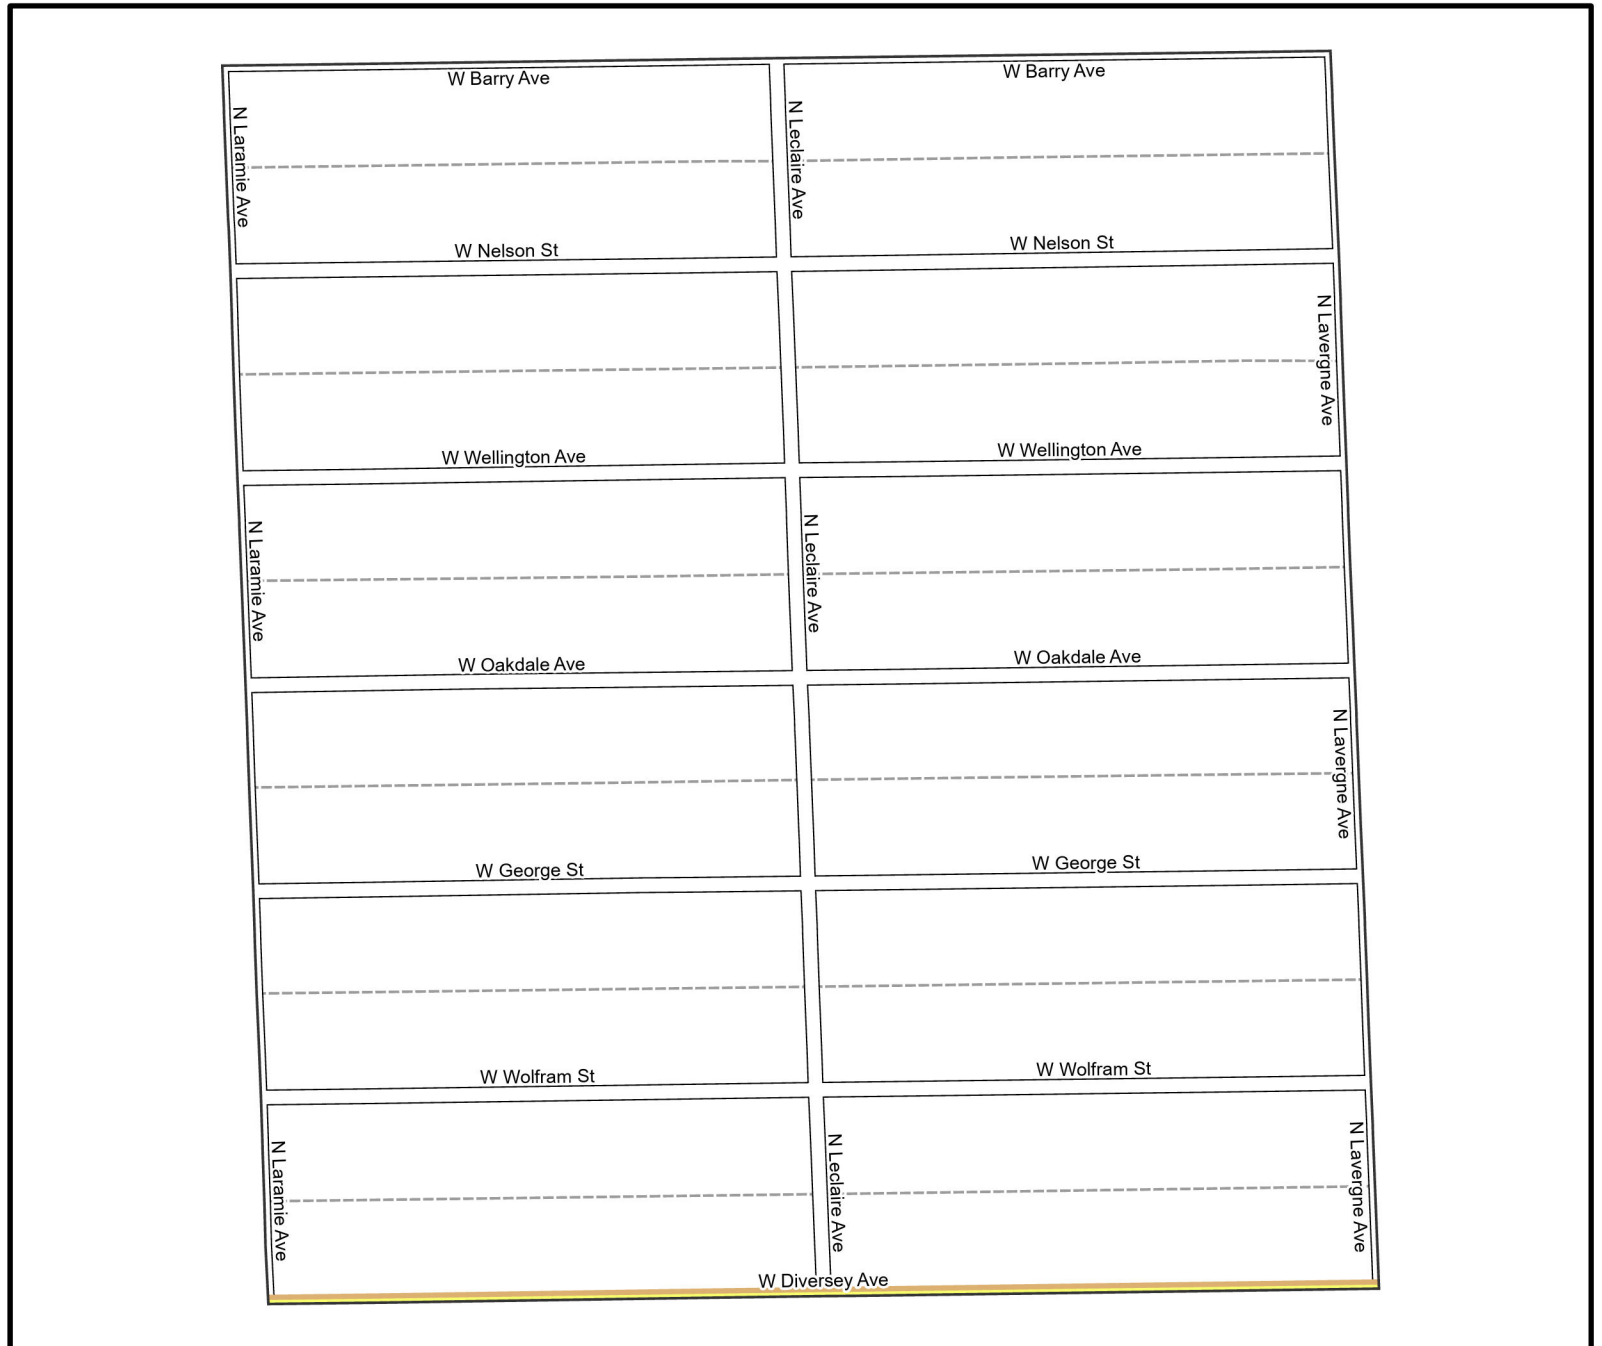 W Barry Ave
W Barry Ave
N Laramie Ave
N Leclaire Ave
W Nelson St
W Nelson St
N Lavergne Ave
W Wellington Ave
W Wellington Ave
N Laramie Ave
N Leclaire Ave
W Oakdale Ave
W Oakdale Ave
N Lavergne Ave
W George St
W George St
W Wolfram St
W Wolfram St
N Laramie Ave
N Leclaire Ave
N Lavergne Ave
W Diversey Ave